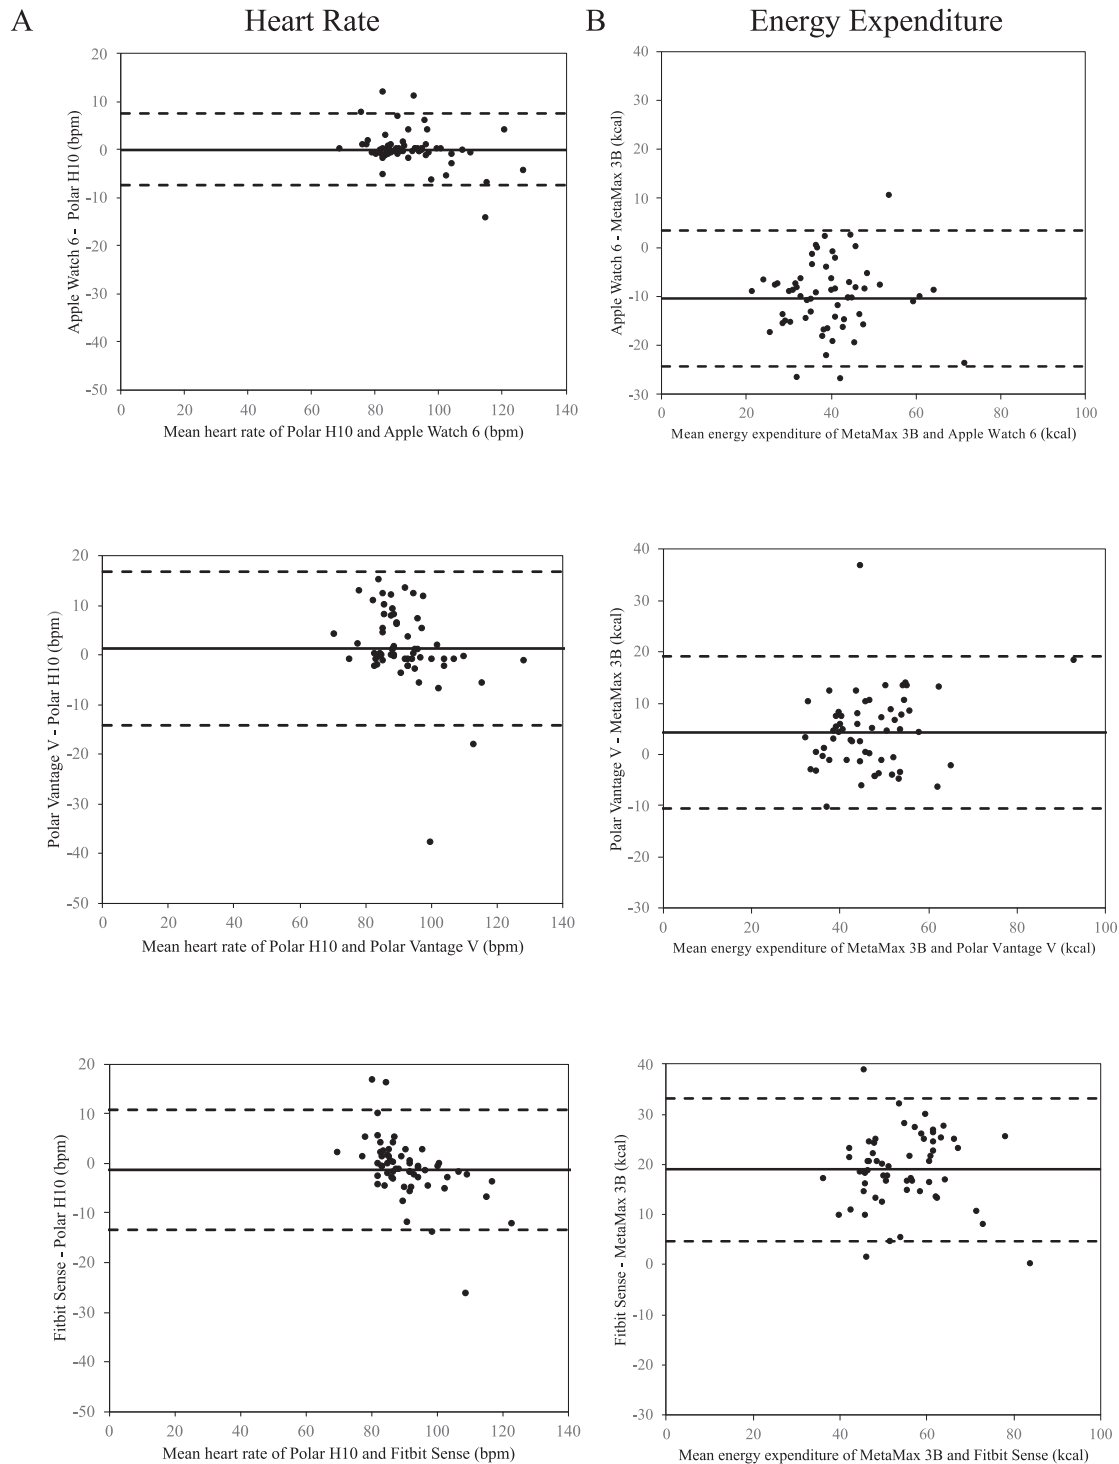 A Heart Rate B Energy Expenditure
20
10
0
-10
-20
-30
-40
-50
Apple Watch 6 - Polar H10 (bpm)
0 20 40 60 80 100 120 140
Mean heart rate of Polar H10 and Apple Watch 6 (bpm)
40
30
20
10
0
-10
-20
-30
Apple Watch 6 - MetaMax 3B (kcal)
0 20 40 60 80 100
Mean energy expenditure of MetaMax 3B and Apple Watch 6 (kcal)
20
10
0
-10
-20
-30
-40
-50
Polar Vantage V - Polar H10 (bpm)
0 20 40 60 80 100 120 140
Mean heart rate of Polar H10 and Polar Vantage V (bpm)
40
30
20
10
0
-10
-20
-30
Polar Vantage V - MetaMax 3B (kcal)
0 20 40 60 80 100
Mean energy expenditure of MetaMax 3B and Polar Vantage V (kcal)
20
10
0
-10
-20
-30
-40
-50
Fitbit Sense - Polar H10 (bpm)
0 20 40 60 80 100 120 140
Mean heart rate of Polar H10 and Fitbit Sense (bpm)
40
30
20
10
0
-10
-20
-30
Fitbit Sense - MetaMax 3B (kcal)
0 20 40 60 80 100
Mean energy expenditure of MetaMax 3B and Fitbit Sense (kcal)